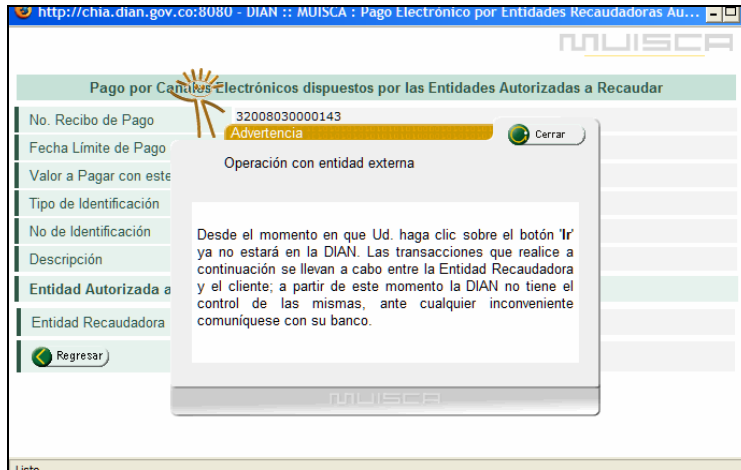 http://chia.dian.gov.co:8080 - DIAN :: MUISCA : Pago Electrónico por Entidades Recaudadoras Au...
MUISCA
Pago por Canales Electrónicos dispuestos por las Entidades Autorizadas a Recaudar
No. Recibo de Pago 32008030000143
Advertencia Cerrar
Fecha Límite de Pago
Operación con entidad externa
Valor a Pagar con este
Tipo de Identificación
No de Identificación
Descripción
Entidad Autorizada a
Entidad Recaudadora
Regresar
Desde el momento en que Ud. haga clic sobre el botón 'Ir'
ya no estará en la DIAN. Las transacciones que realice a
continuación se llevan a cabo entre la Entidad Recaudadora
y el cliente; a partir de este momento la DIAN no tiene el
control de las mismas, ante cualquier inconveniente
comuníquese con su banco.
MUISCA
Listo